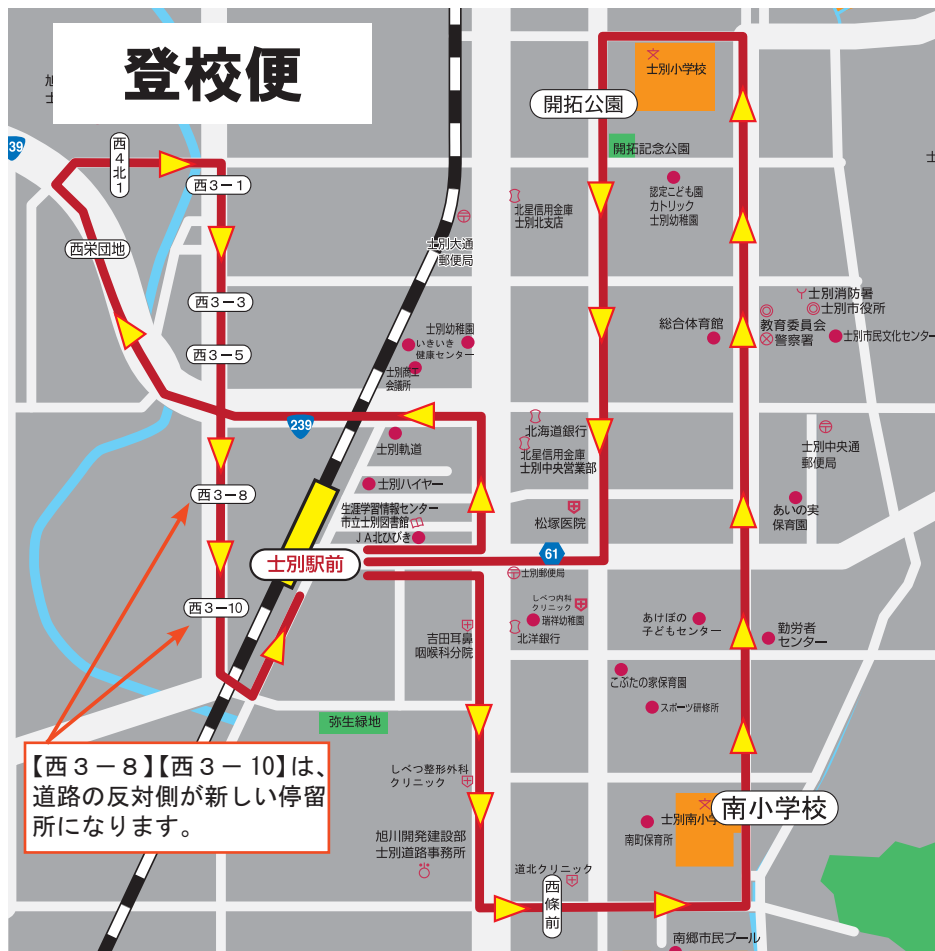 登校便
旭
士
39
西4北1
西3－1
西栄団地
西3－3
西3－5
239
西3－8
西3－10
士別駅前
【西3－8】【西3－10】は、
道路の反対側が新しい停留
所になります。
士別大通
郵便局
士別幼稚園
いきいき
健康センター
士別商工
会議所
士別軌道
士別ハイヤー
生涯学習情報センター
市立士別図書館
JA北ひびき
吉田耳鼻
咽喉科分院
弥生緑地
しべつ整形外科
クリニック
旭川開発建設部
士別道路事務所
士別小学校
開拓公園
開拓記念公園
認定こども園
カトリック
士別幼稚園
北星信用金庫
士別北支店
総合体育館
士別消防署
士別市役所
教育委員会
警察署
士別市民文化センター
北海道銀行
北星信用金庫
士別中央営業部
士別中央通
郵便局
あいの実
保育園
松塚医院
61
士別郵便局
しべつ内科
クリニック
瑞祥幼稚園
北洋銀行
あけぼの
子どもセンター
勤労者
センター
こぶたの家保育園
スポーツ研修所
南小学校
士別南小学
南町保育所
道北クリニック
西條前
南郷市民プール
士